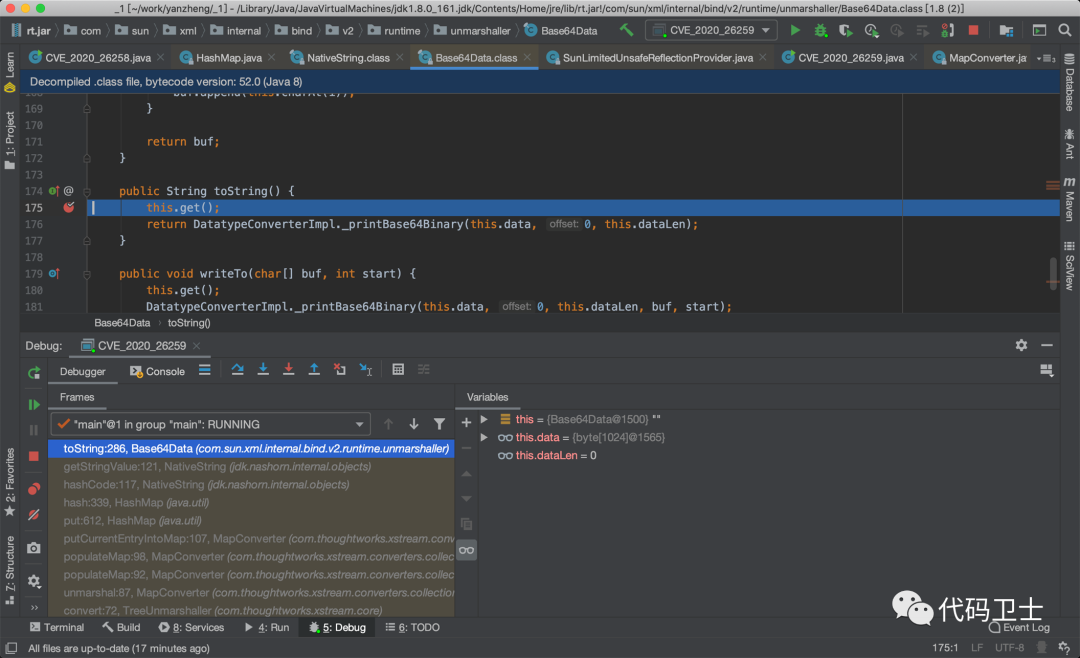 _1 [~/work/yanzheng/_1] - /Library/Java/JavaVirtualMachines/jdk1.8.0_161.jdk/Contents/Home/jre/lib/rt.jar!/com/sun/xml/internal/bind/v2/runtime/unmarshaller/Base64Data.class [1.8 (2)]
rt.jar com sun xml internal bind v2 runtime unmarshaller Base64Data CVE_2020_26259
CVE_2020_26258.java HashMap.java NativeString.class Base64Data.class SunLimitedUnsafeReflectionProvider.java CVE_2020_26259.java MapConverter.ja
Decompiled .class file, bytecode version: 52.0 (Java 8)
169 }
170
171 return buf;
172 }
173
174 @ public String toString() {
175 this.get();
176 return DatatypeConverterImpl._printBase64Binary(this.data, offset: 0, this.dataLen);
177 }
178
179 public void writeTo(char[] buf, int start) {
180 this.get();
181 DatatypeConverterImpl._printBase64Binary(this.data, offset: 0, this.dataLen, buf, start);
Base64Data › toString()
Learn
1: Project
2: Favorites
7: Structure
Database
Ant
Maven
SciView
Debug: CVE_2020_26259
Debugger Console
Frames
Variables
"main"@1 in group "main": RUNNING
toString:286, Base64Data (com.sun.xml.internal.bind.v2.runtime.unmarshaller)
getStringValue:121, NativeString (jdk.nashorn.internal.objects)
hashCode:117, NativeString (jdk.nashorn.internal.objects)
hash:339, HashMap (java.util)
put:612, HashMap (java.util)
putCurrentEntryIntoMap:107, MapConverter (com.thoughtworks.xstream.conv
populateMap:98, MapConverter (com.thoughtworks.xstream.converters.collec
populateMap:92, MapConverter (com.thoughtworks.xstream.converters.collec
unmarshal:87, MapConverter (com.thoughtworks.xstream.converters.collection
convert:72, TreeUnmarshaller (com.thoughtworks.xstream.core)
this = {Base64Data@1500} ""
this.data = {byte[1024]@1565}
this.dataLen = 0
代码卫士
Terminal Build 8: Services 4: Run 5: Debug 6: TODO Event Log
All files are up-to-date (17 minutes ago) 175:1 LF UTF-8